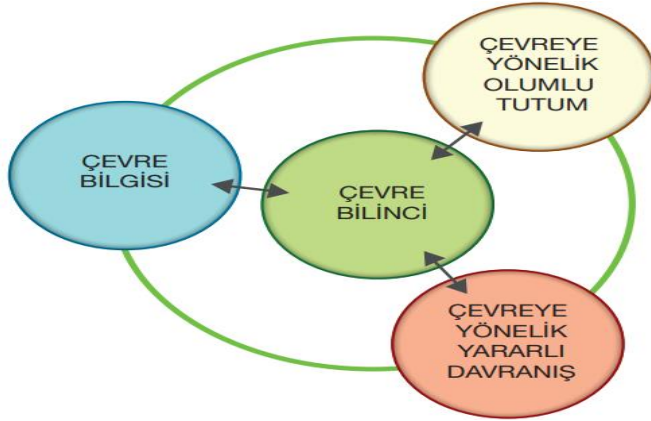 ÇEVREYE
YÖNELİK
OLUMLU
TUTUM
ÇEVRE
BİLGİSİ
ÇEVRE
BİLİNCİ
ÇEVREYE
YÖNELİK
YARARLI
DAVRANIŞ